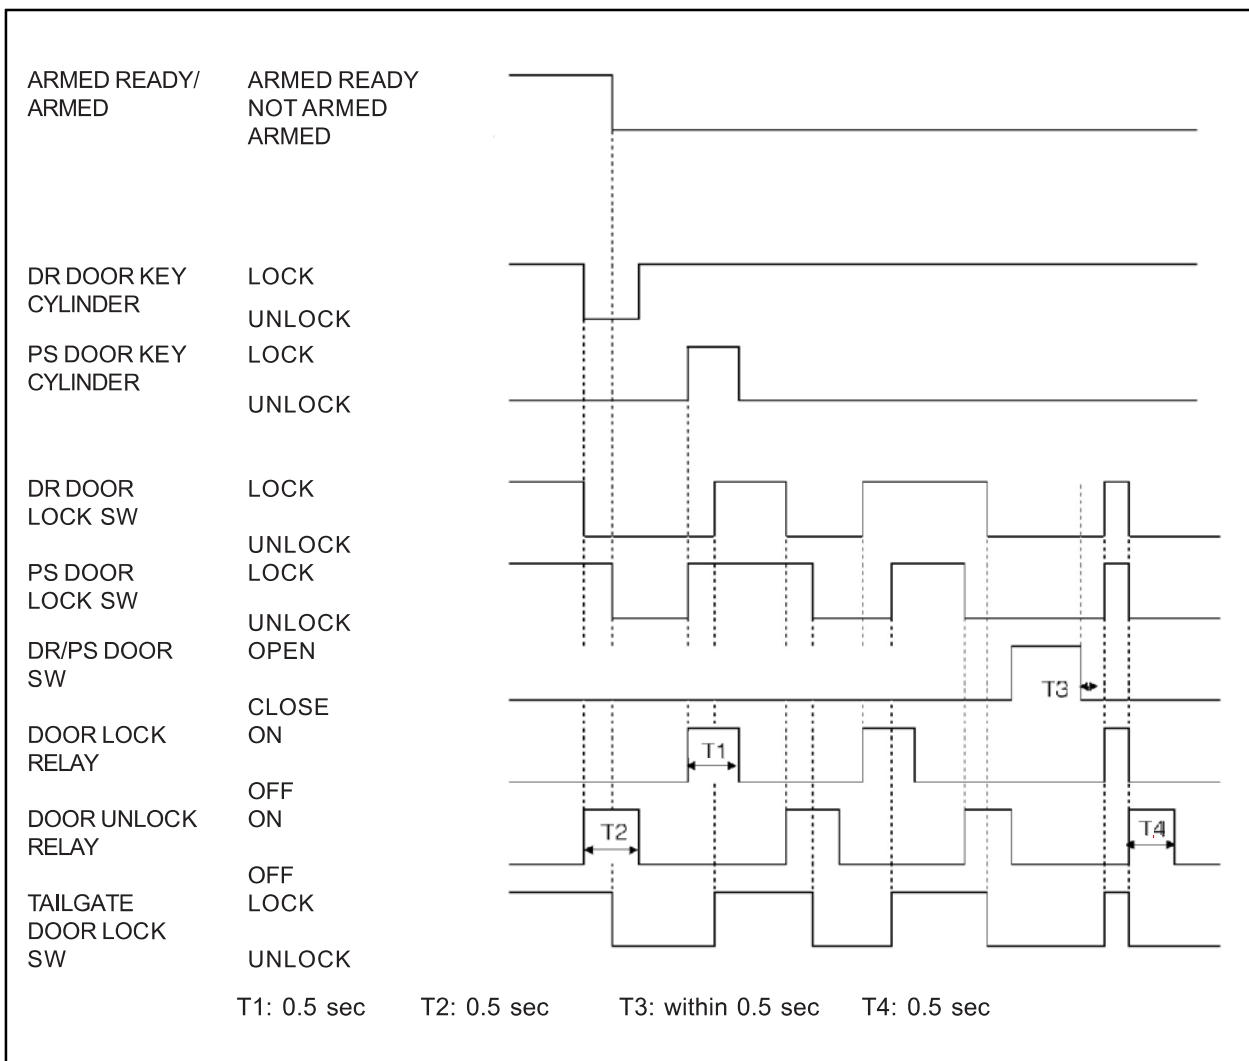 ARMED READY/ ARMED READY
ARMED NOT ARMED
ARMED
DR DOOR KEY LOCK
CYLINDER
UNLOCK
PS DOOR KEY LOCK
CYLINDER
UNLOCK
DR DOOR LOCK
LOCK SW
UNLOCK
PS DOOR LOCK
LOCK SW
UNLOCK
DR/PS DOOR OPEN
SW
T3
CLOSE
DOOR LOCK ON
RELAY T1
OFF
DOOR UNLOCK ON
RELAY T2 T4
OFF
TAILGATE LOCK
DOOR LOCK
SW UNLOCK
T1: 0.5 sec T2: 0.5 sec T3: within 0.5 sec T4: 0.5 sec